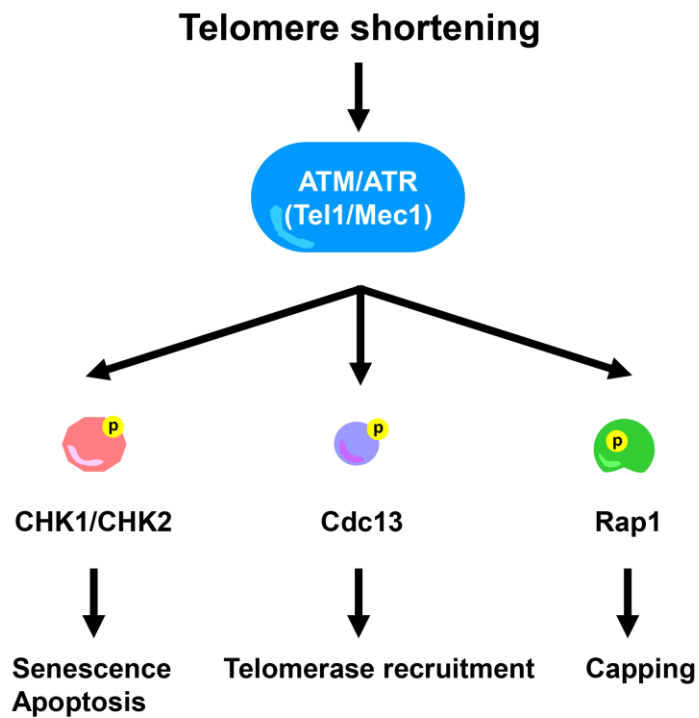 Telomere shortening
ATM/ATR
(Tel1/Mec1)
p
p
p
CHK1/CHK2
Cdc13
Rap1
Senescence
Apoptosis
Telomerase recruitment
Capping